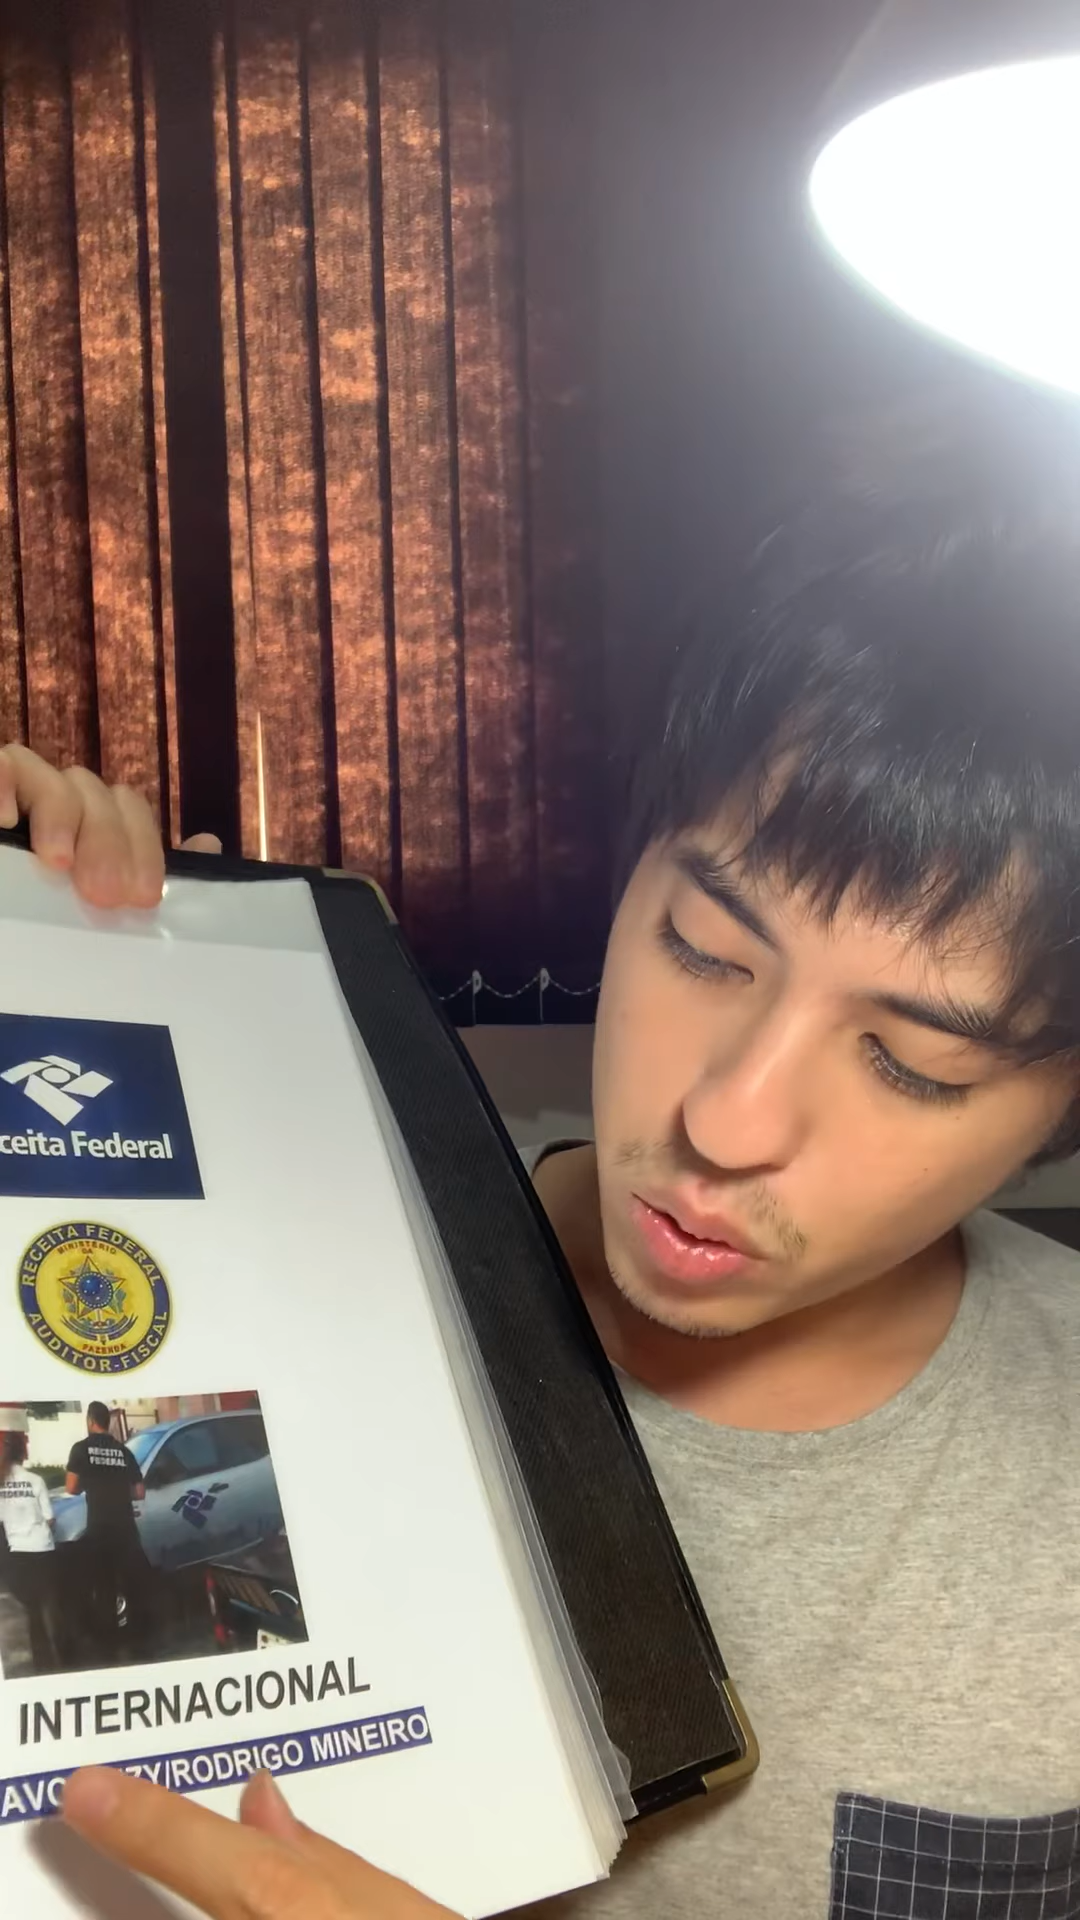 ceita Federal
RECEITA FEDERAL
MINISTÉRIO
DA
FAZENDA
AUDITOR-FISCAL
RECEITA
FEDERAL
RECEITA
FEDERAL
INTERNACIONAL
ZY/RODRIGO MINEIRO